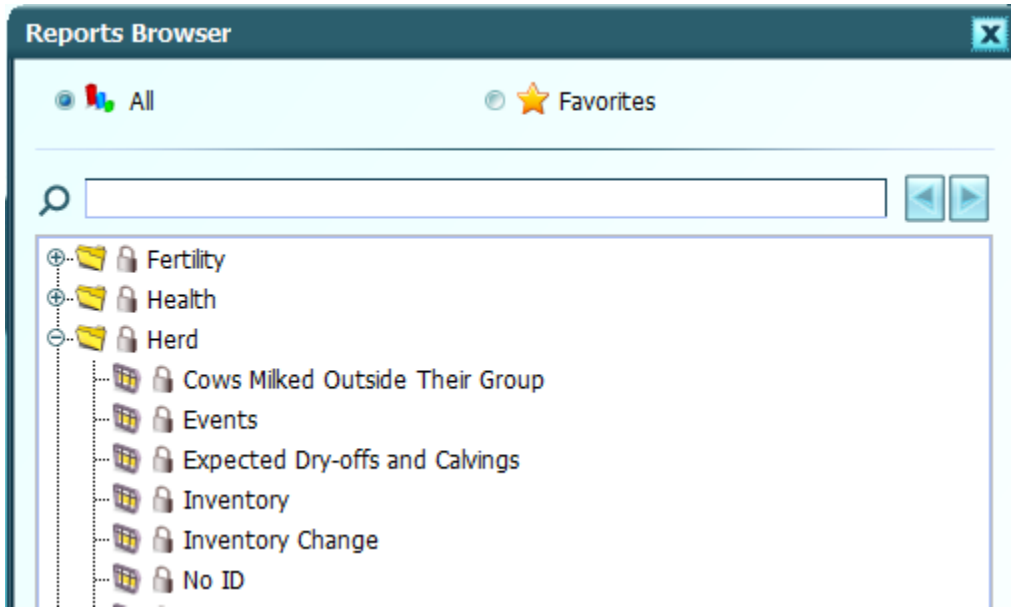 Reports Browser
All
Favorites
Fertility
Health
Herd
Cows Milked Outside Their Group
Events
Expected Dry-offs and Calvings
Inventory
Inventory Change
No ID